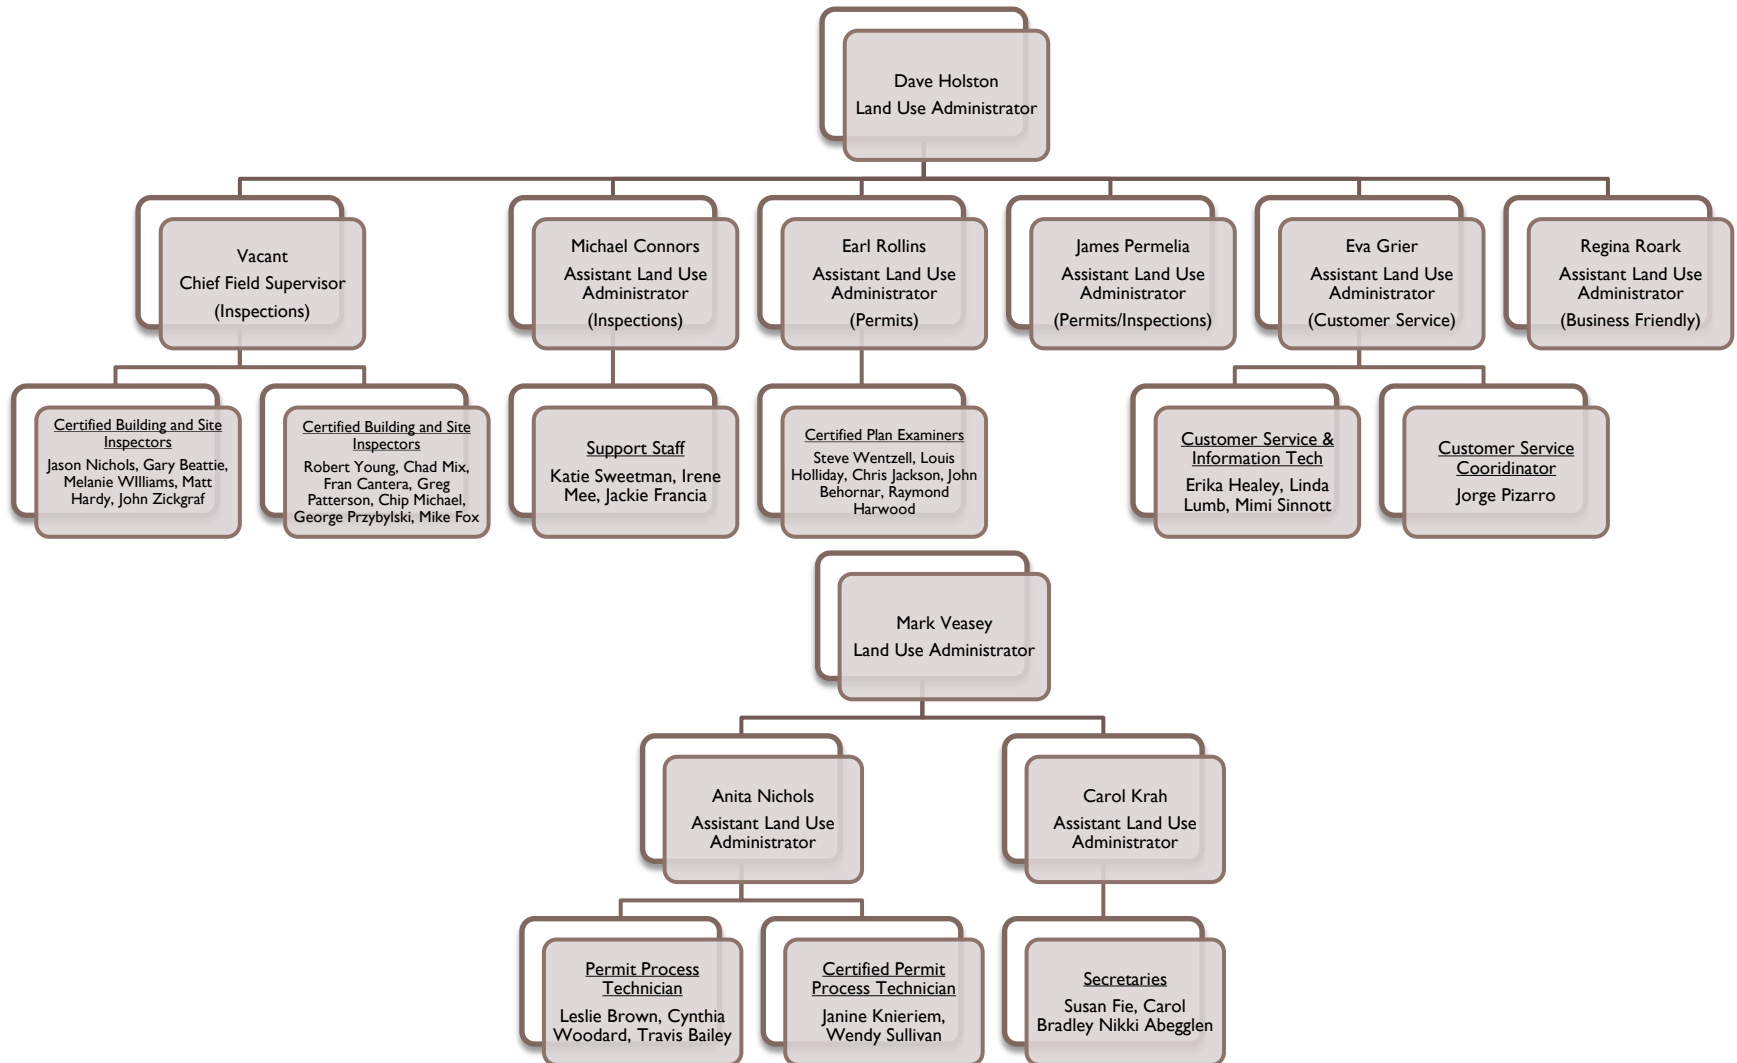 Dave Holston
Land Use Administrator
Vacant
Chief Field Supervisor
(Inspections)
Michael Connors
Assistant Land Use
Administrator
(Inspections)
Earl Rollins
Assistant Land Use
Administrator
(Permits)
James Permelia
Assistant Land Use
Administrator
(Permits/Inspections)
Eva Grier
Assistant Land Use
Administrator
(Customer Service)
Regina Roark
Assistant Land Use
Administrator
(Business Friendly)
Certified Building and Site
Inspectors
Jason Nichols, Gary Beattie,
Melanie WIlliams, Matt
Hardy, John Zickgraf
Certified Building and Site
Inspectors
Robert Young, Chad Mix,
Fran Cantera, Greg
Patterson, Chip Michael,
George Przybylski, Mike Fox
Support Staff
Katie Sweetman, Irene
Mee, Jackie Francia
Certified Plan Examiners
Steve Wentzell, Louis
Holliday, Chris Jackson, John
Behornar, Raymond
Harwood
Customer Service &
Information Tech
Erika Healey, Linda
Lumb, Mimi Sinnott
Customer Service
Cooridinator
Jorge Pizarro
Mark Veasey
Land Use Administrator
Anita Nichols
Assistant Land Use
Administrator
Carol Krah
Assistant Land Use
Administrator
Permit Process
Technician
Leslie Brown, Cynthia
Woodard, Travis Bailey
Certified Permit
Process Technician
Janine Knieriem,
Wendy Sullivan
Secretaries
Susan Fie, Carol
Bradley Nikki Abegglen